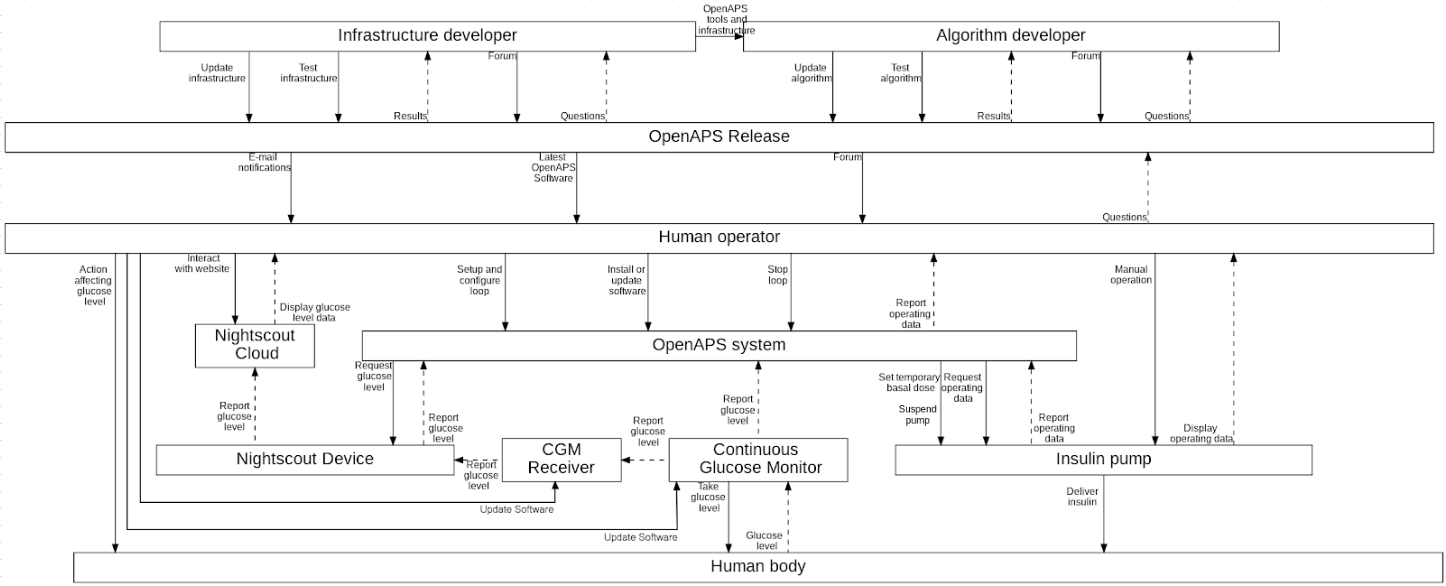 OpenAPS
tools and
infrastructure
Infrastructure developer
Algorithm developer
Update
infrastructure
Test
infrastructure
Results
Forum
Questions
Update
algorithm
Test
algorithm
Results
Forum
Questions
OpenAPS Release
E-mail
notifications
Latest
OpenAPS
Software
Forum
Questions
Human operator
Action
affecting
glucose
level
Interact
with website
Display glucose
level data
Setup and
configure
loop
Install or
update
software
Stop
loop
Report
operating
data
Manual
operation
Nightscout
Cloud
OpenAPS system
Request
glucose
level
Report
glucose
level
Report
glucose
level
Report
glucose
level
Report
glucose
level
Set temporary
basal dose
Suspend
pump
Request
operating
data
Report
operating
data
Display
operating data
Nightscout Device
Report
glucose
level
CGM
Receiver
Continuous
Glucose Monitor
Insulin pump
Take
glucose
level
Update Software
Update Software
Glucose
level
Deliver
insulin
Human body